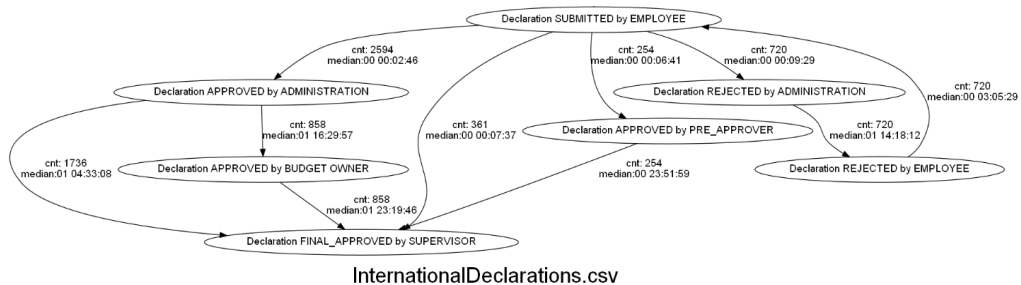 Declaration SUBMITTED by EMPLOYEE
cnt: 2594
median:00 00:02:46
cnt: 254
median:00 00:06:41
cnt: 720
median:00 00:09:29
Declaration APPROVED by ADMINISTRATION
Declaration REJECTED by ADMINISTRATION
cnt: 720
median:00 03:05:29
cnt: 858
median:01 16:29:57
cnt: 361
median:00 00:07:37
Declaration APPROVED by PRE_APPROVER
cnt: 720
median:01 14:18:12
cnt: 1736
median:01 04:33:08
Declaration APPROVED by BUDGET OWNER
cnt: 254
median:00 23:51:59
Declaration REJECTED by EMPLOYEE
cnt: 858
median:01 23:19:46
Declaration FINAL_APPROVED by SUPERVISOR
InternationalDeclarations.csv